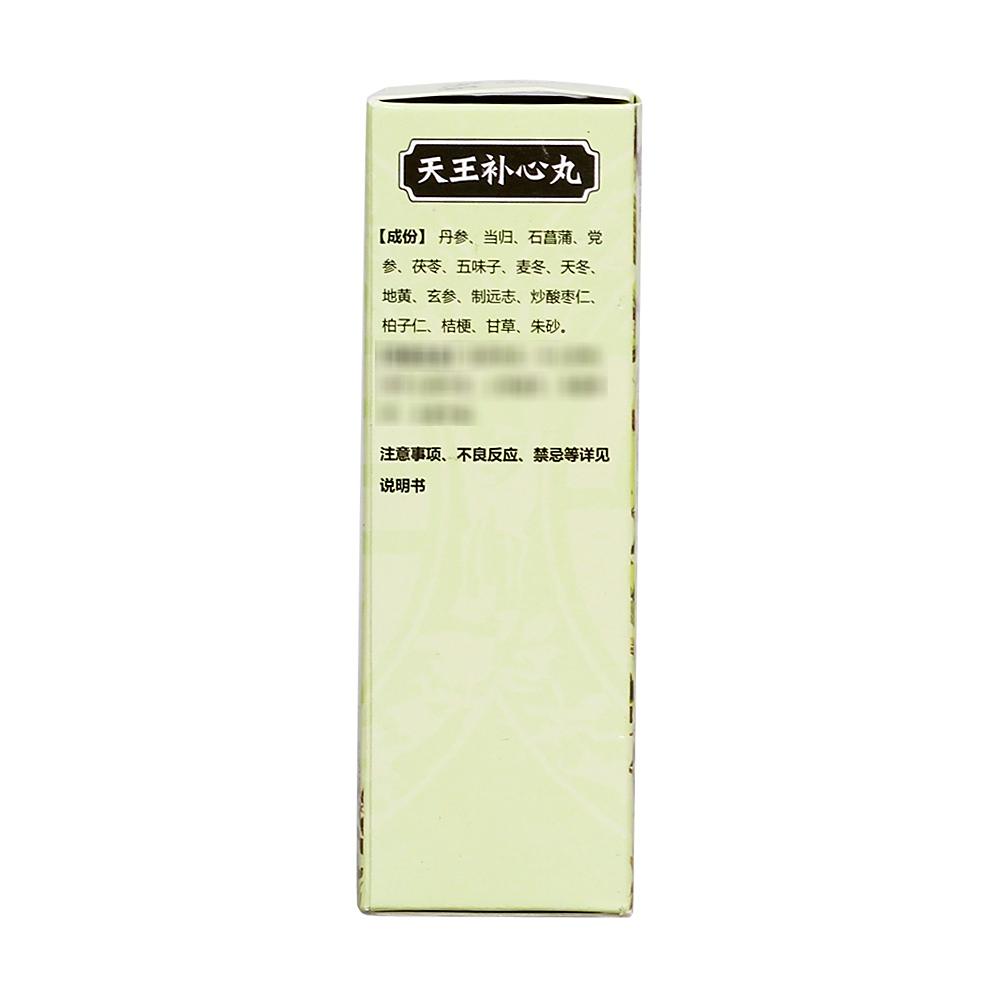 天王补心丸
【成份】 丹参、当归、石菖蒲、党
参、茯苓、五味子、麦冬、天冬、
地黄、玄参、制远志、炒酸枣仁、
柏子仁、桔梗、甘草、朱砂。
注意事项、不良反应、禁忌等详见
说明书